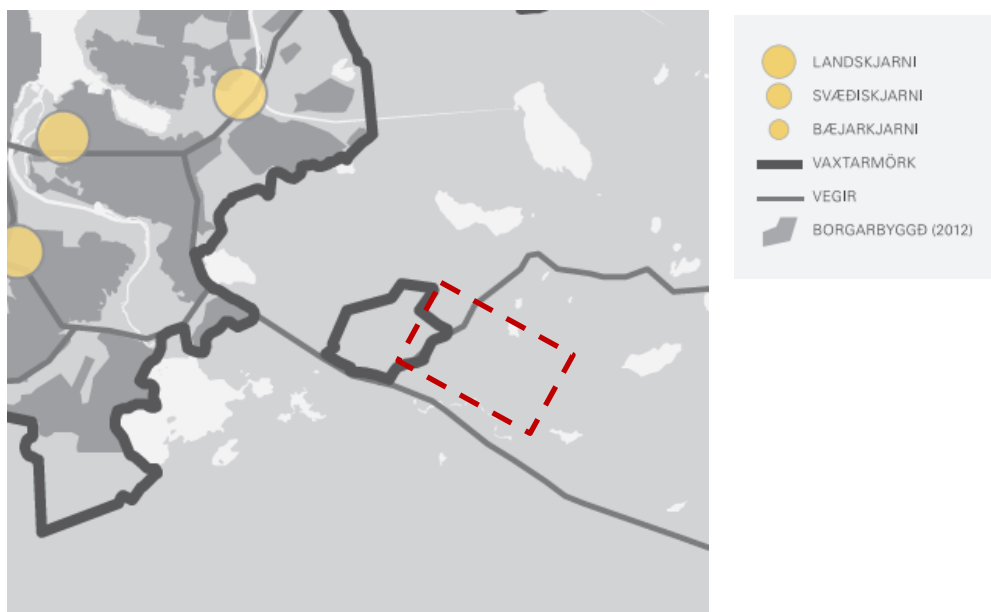 LANDSKJARNI
SVÆÐISKJARNI
BÆJARKJARNI
VAXTARMÖRK
VEGIR
BORGARBYGGÐ (2012)